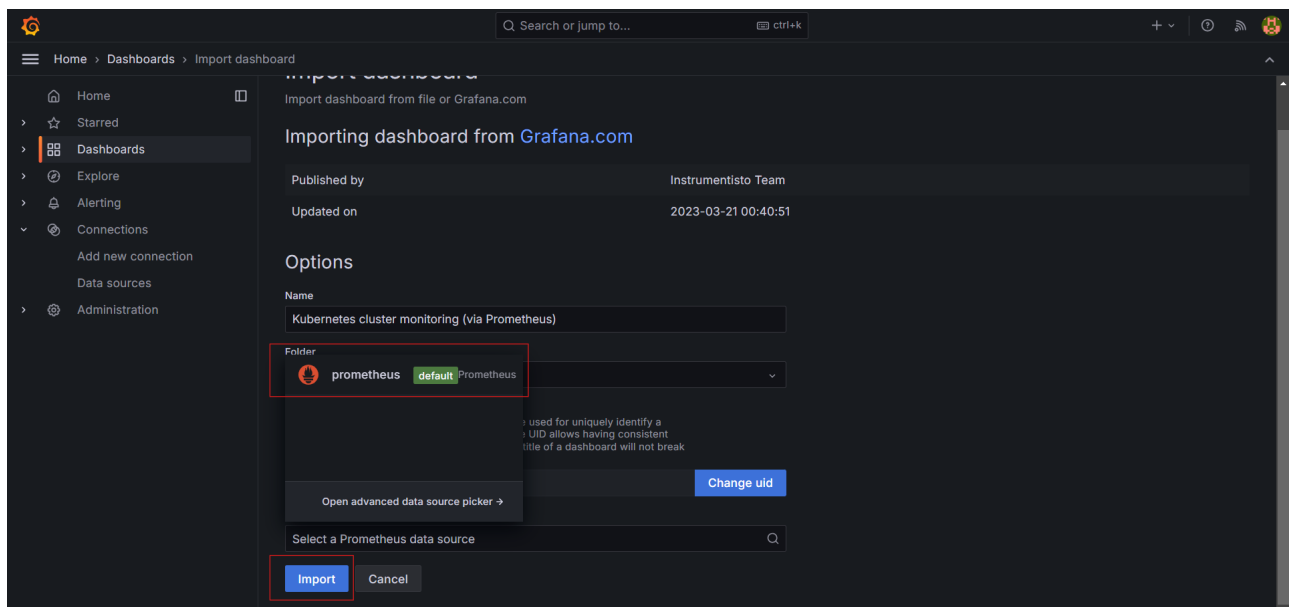 Search or jump to... ctrl+k
Home > Dashboards > Import dashboard
Import dashboard
Home
Import dashboard from file or Grafana.com
Starred
Importing dashboard from Grafana.com
Dashboards
Explore
Published by Instrumentisto Team
Alerting
Updated on 2023-03-21 00:40:51
Connections
Add new connection
Options
Data sources
Name
Administration
Kubernetes cluster monitoring (via Prometheus)
Folder
prometheus default Prometheus
used for uniquely identify a
UID allows having consistent
title of a dashboard will not break
Change uid
Open advanced data source picker →
Select a Prometheus data source
Import Cancel